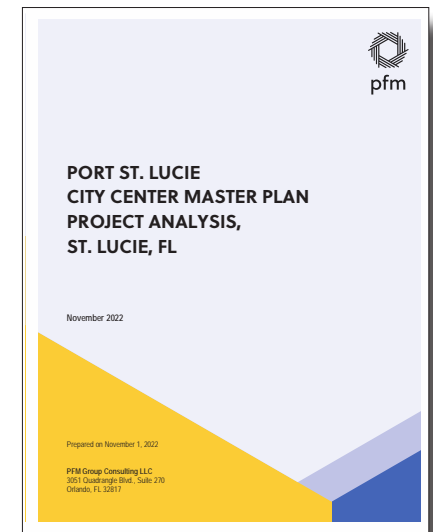 pfm
PORT ST. LUCIE
CITY CENTER MASTER PLAN
PROJECT ANALYSIS,
ST. LUCIE, FL
November 2022
Prepared on November 1, 2022
PFM Group Consulting LLC
3051 Quadrangle Blvd., Suite 270
Orlando, FL 32817